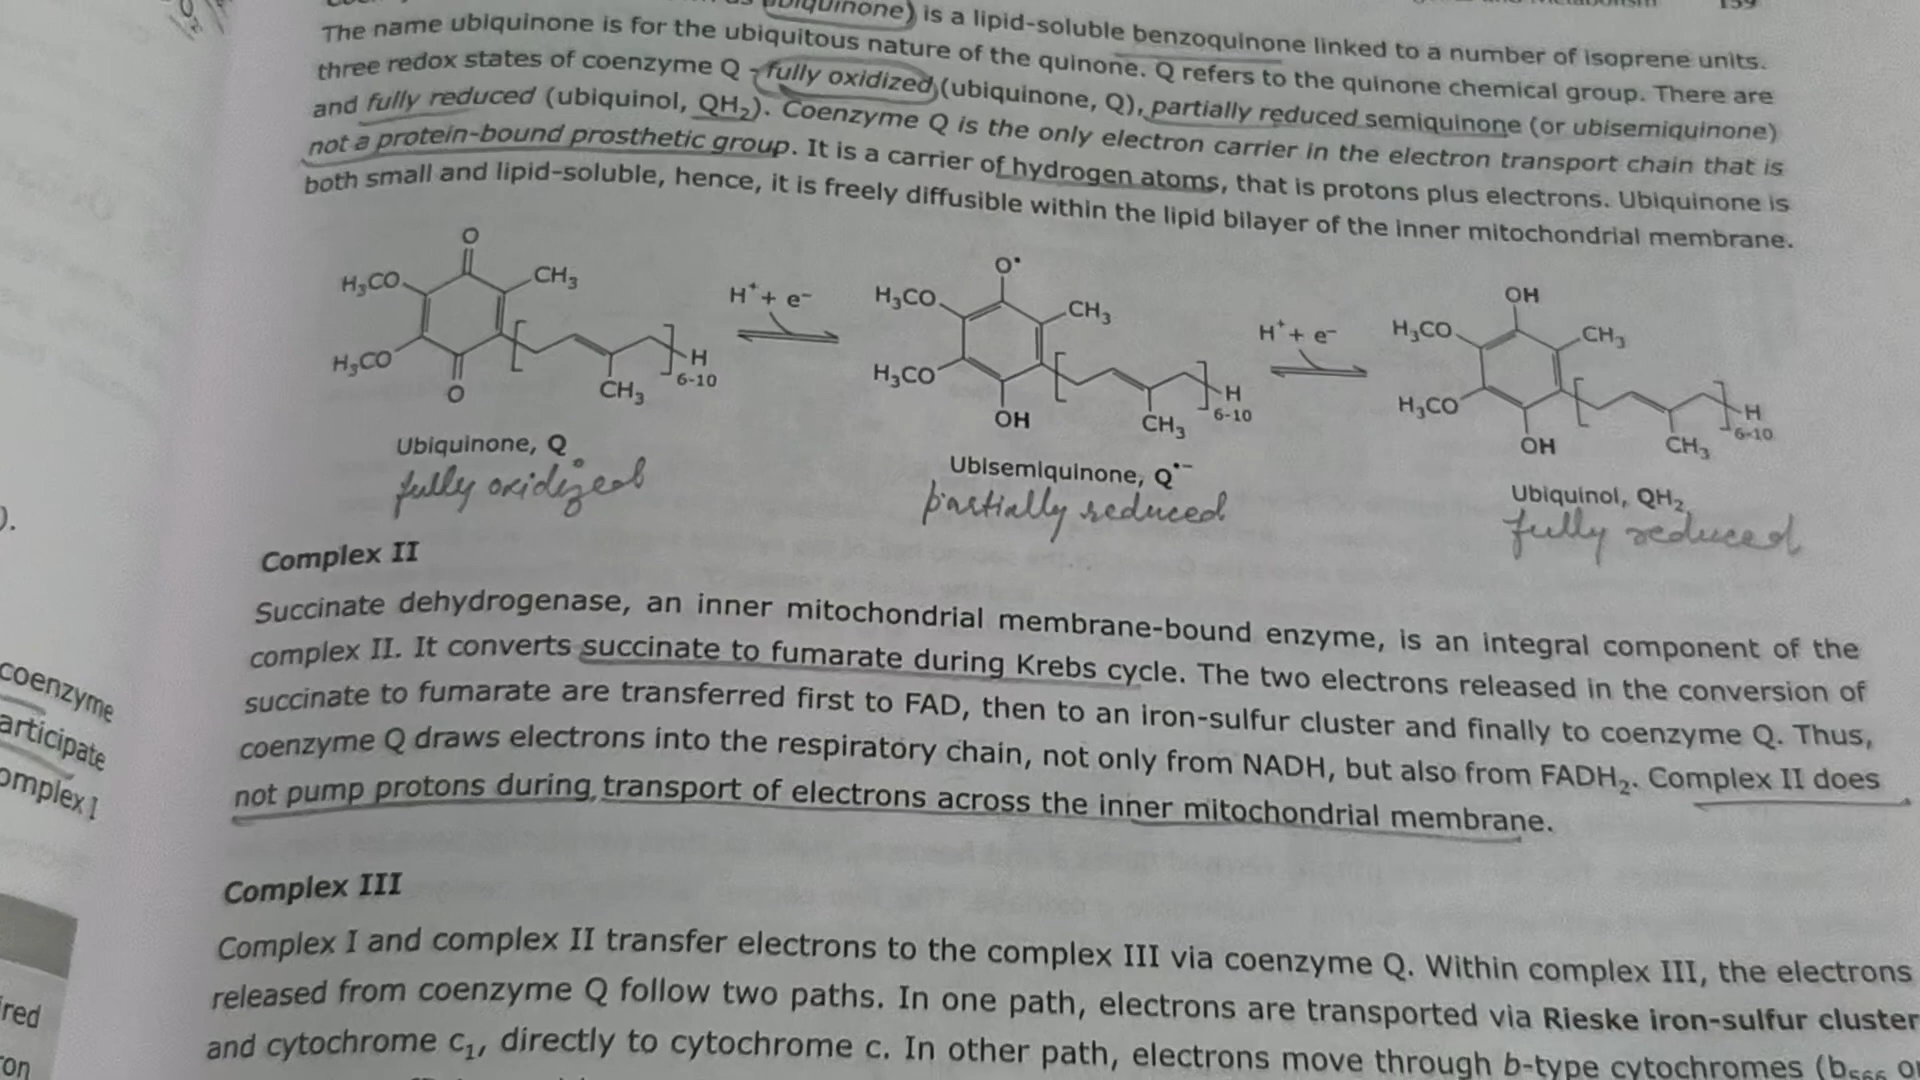 ubiquinone) is a lipid-soluble benzoquinone linked to a number of isoprene units.
The name ubiquinone is for the ubiquitous nature of the quinone. Q refers to the quinone chemical group. There are
three redox states of coenzyme Q - fully oxidized (ubiquinone, Q), partially reduced semiquinone (or ubisemiquinone)
and fully reduced (ubiquinol, QH₂). Coenzyme Q is the only electron carrier in the electron transport chain that is
not a protein-bound prosthetic group. It is a carrier of hydrogen atoms, that is protons plus electrons. Ubiquinone is
both small and lipid-soluble, hence, it is freely diffusible within the lipid bilayer of the inner mitochondrial membrane.
O
H₃CO
CH₃
H₃CO
O
CH₃
H
6-10
H⁺ + e⁻
O•
H₃CO
CH₃
H₃CO
OH
CH₃
H
6-10
H⁺ + e⁻
OH
H₃CO
CH₃
H₃CO
OH
CH₃
H
6-10
Ubiquinone, Q
fully oxidized
Ubisemiquinone, Q•⁻
partially reduced
Ubiquinol, QH₂
fully reduced
Complex II
Succinate dehydrogenase, an inner mitochondrial membrane-bound enzyme, is an integral component of the
complex II. It converts succinate to fumarate during Krebs cycle. The two electrons released in the conversion of
succinate to fumarate are transferred first to FAD, then to an iron-sulfur cluster and finally to coenzyme Q. Thus,
coenzyme Q draws electrons into the respiratory chain, not only from NADH, but also from FADH₂. Complex II does
not pump protons during transport of electrons across the inner mitochondrial membrane.
Complex III
Complex I and complex II transfer electrons to the complex III via coenzyme Q. Within complex III, the electrons
released from coenzyme Q follow two paths. In one path, electrons are transported via Rieske iron-sulfur cluster
and cytochrome c₁, directly to cytochrome c. In other path, electrons move through b-type cytochromes (b₅₆₆ or
).
coenzyme
articipate
omplex I
red
on